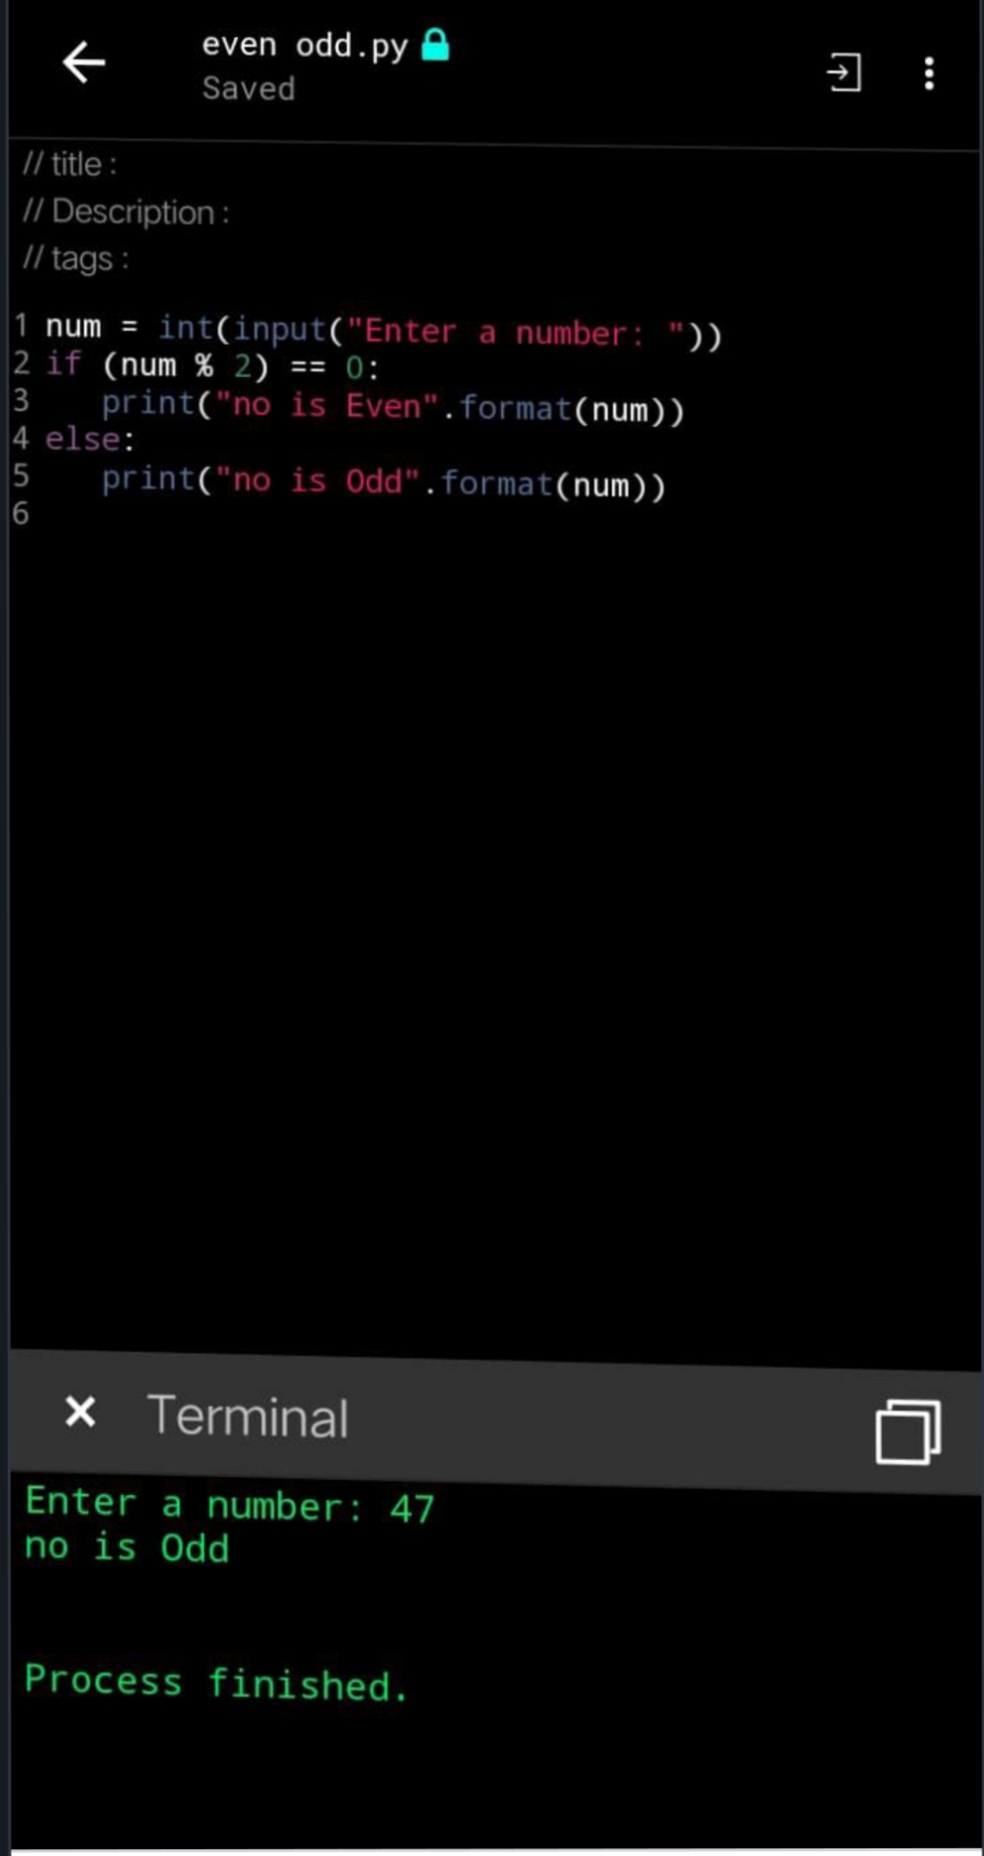 even odd.py
Saved
// title :
// Description :
// tags :
1 num = int(input("Enter a number: "))
2 if (num % 2) == 0:
3    print("no is Even".format(num))
4 else:
5    print("no is Odd".format(num))
6
Terminal
Enter a number: 47
no is Odd
Process finished.